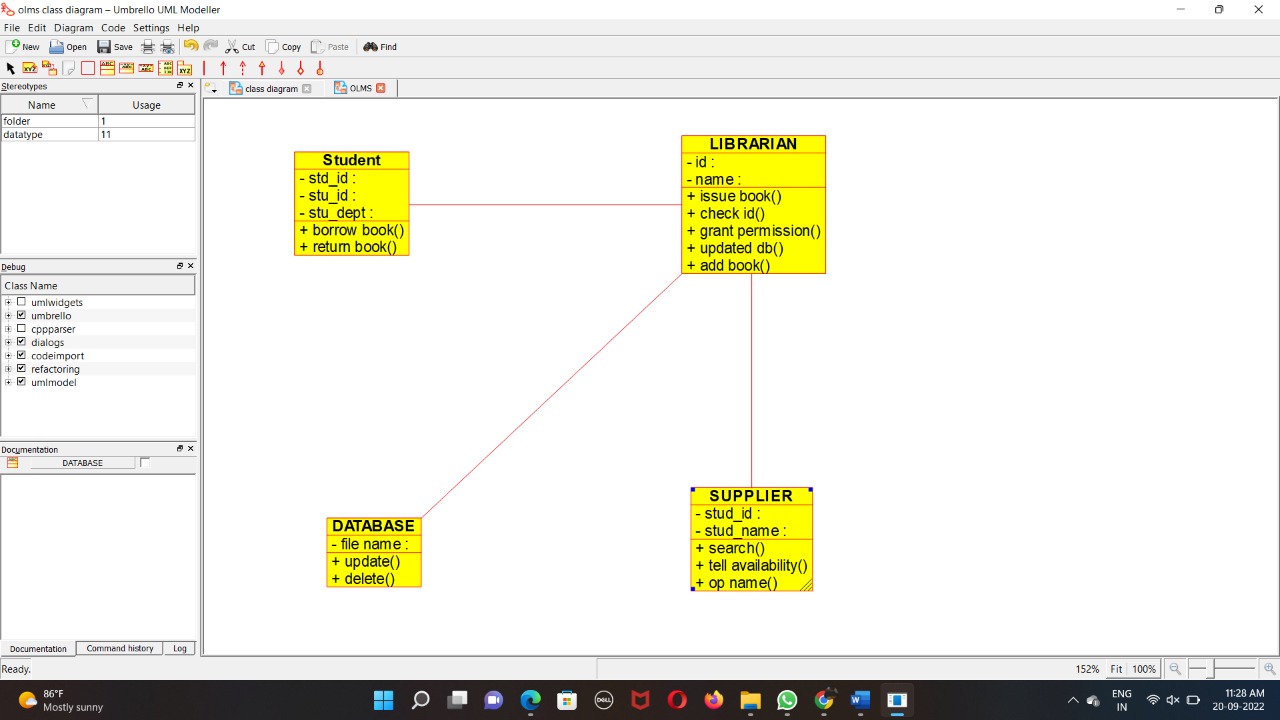 olms class diagram – Umbrello UML Modeller
File Edit Diagram Code Settings Help
New Open Save Cut Copy Paste Find
Stereotypes
class diagram OLMS
Name Usage
folder 1
datatype 11
Student
- std_id :
- stu_id :
- stu_dept :
+ borrow book()
+ return book()
LIBRARIAN
- id :
- name :
+ issue book()
+ check id()
+ grant permission()
+ updated db()
+ add book()
Debug
Class Name
umlwidgets
umbrello
cppparser
dialogs
codeimport
refactoring
umlmodel
Documentation
DATABASE
DATABASE
- file name :
+ update()
+ delete()
SUPPLIER
- stud_id :
- stud_name :
+ search()
+ tell availability()
+ op name()
Documentation Command history Log
Ready.
152% Fit 100%
86°F
Mostly sunny
ENG
IN
11:28 AM
20-09-2022